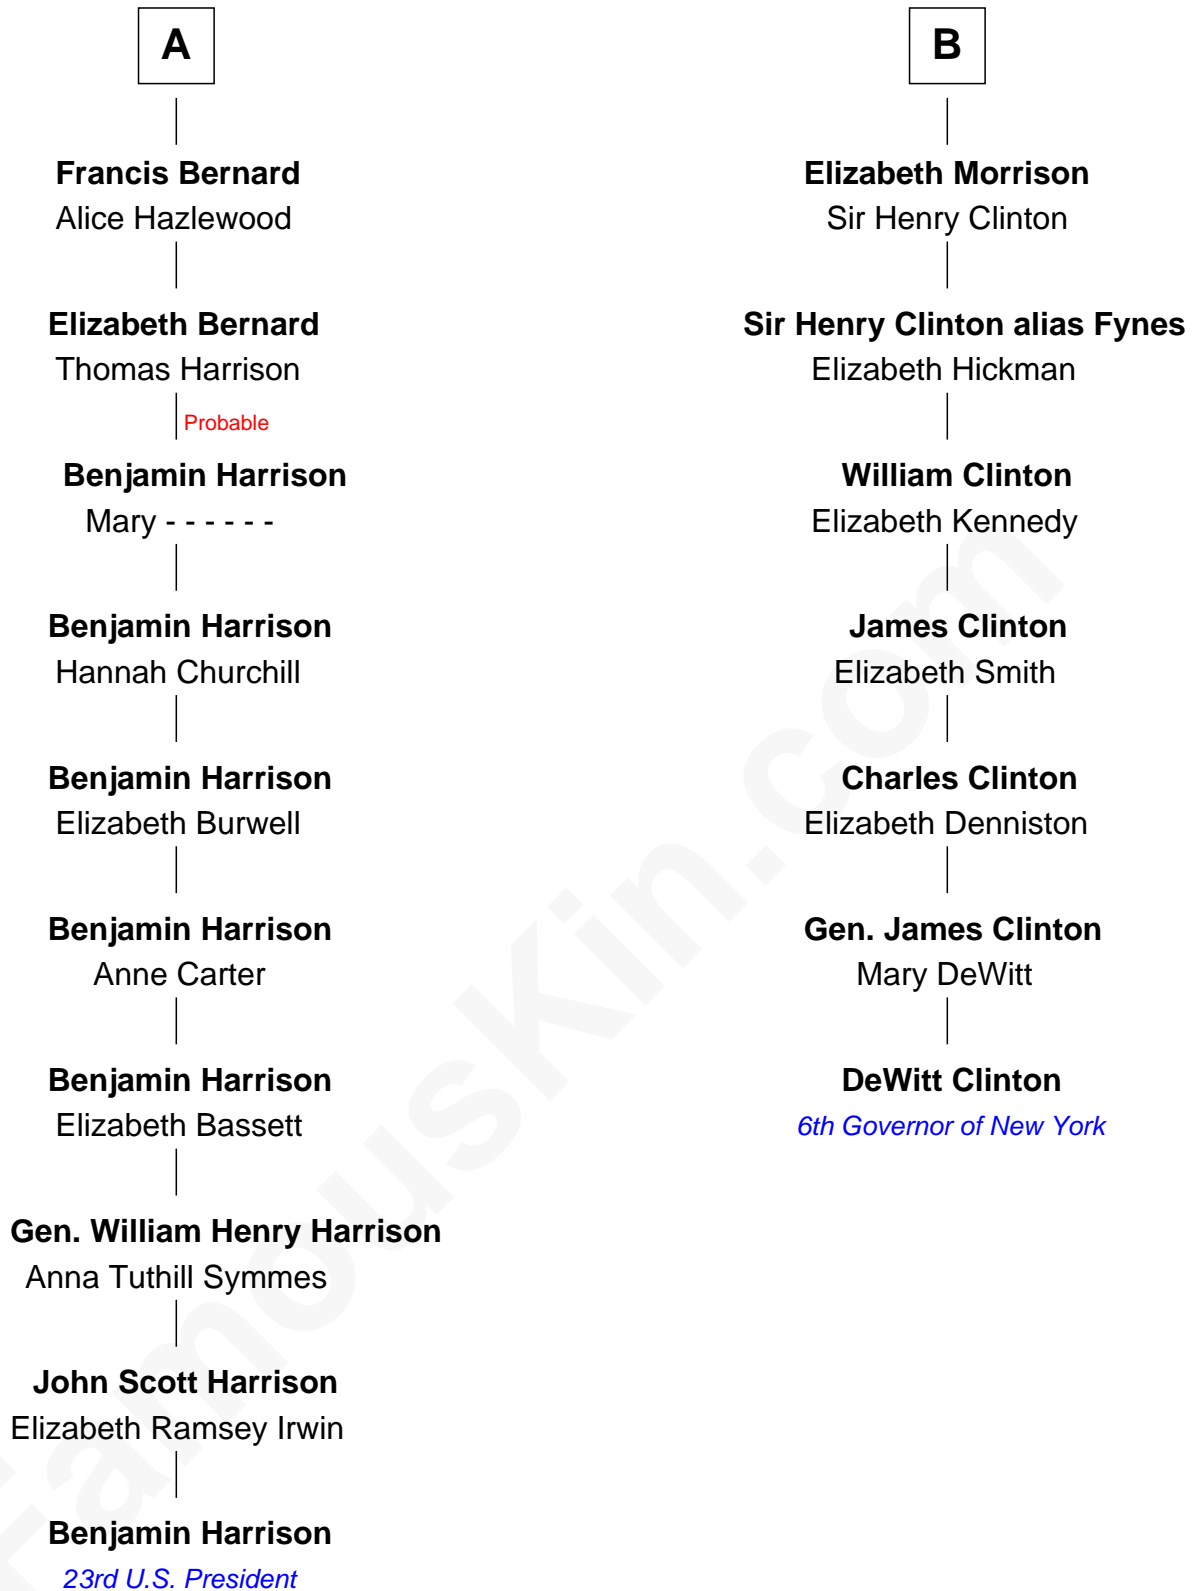 A
Francis Bernard
Alice Hazlewood
Elizabeth Bernard
Thomas Harrison
Probable
Benjamin Harrison
Mary - - - - - -
Benjamin Harrison
Hannah Churchill
Benjamin Harrison
Elizabeth Burwell
Benjamin Harrison
Anne Carter
Benjamin Harrison
Elizabeth Bassett
Gen. William Henry Harrison
Anna Tuthill Symmes
John Scott Harrison
Elizabeth Ramsey Irwin
Benjamin Harrison
23rd U.S. President
B
Elizabeth Morrison
Sir Henry Clinton
Sir Henry Clinton alias Fynes
Elizabeth Hickman
William Clinton
Elizabeth Kennedy
James Clinton
Elizabeth Smith
Charles Clinton
Elizabeth Denniston
Gen. James Clinton
Mary DeWitt
DeWitt Clinton
6th Governor of New York
FamousKin.com